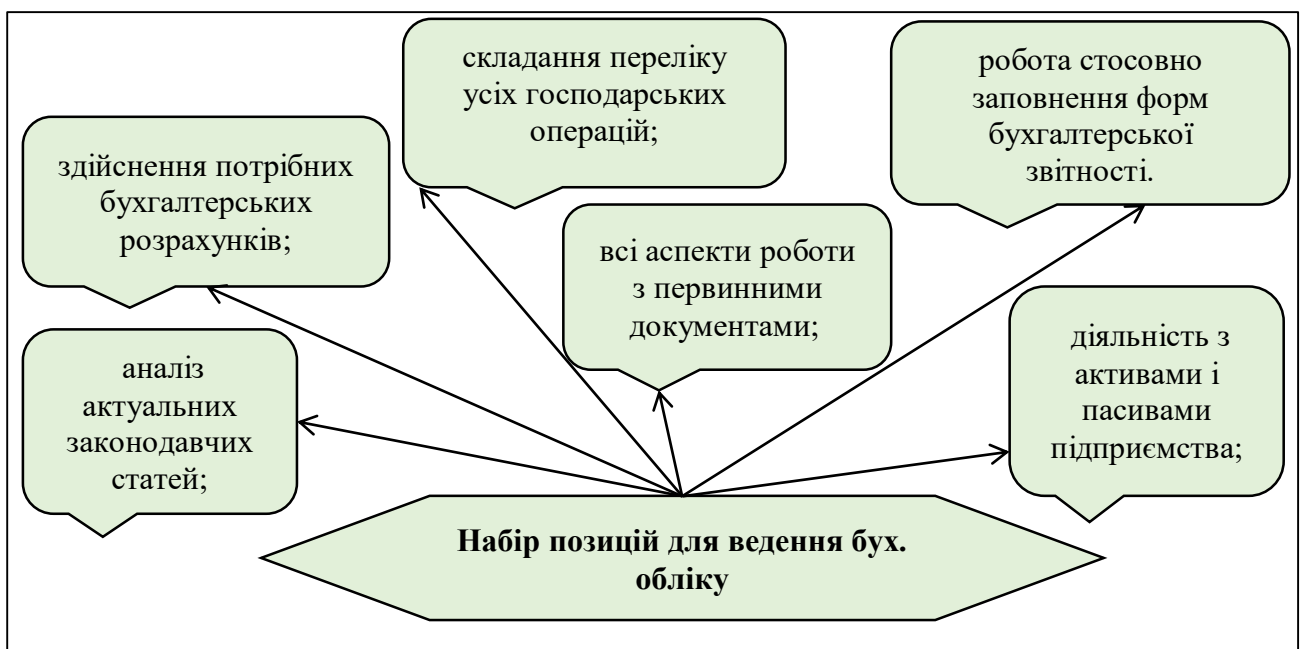 складання переліку
усіх господарських
операцій;
робота стосовно
заповнення форм
бухгалтерської
звітності.
здійснення потрібних
бухгалтерських
розрахунків;
всі аспекти роботи
з первинними
документами;
аналіз
актуальних
законодавчих
статей;
діяльність з
активами і
пасивами
підприємства;
Набір позицій для ведення бух.
обліку